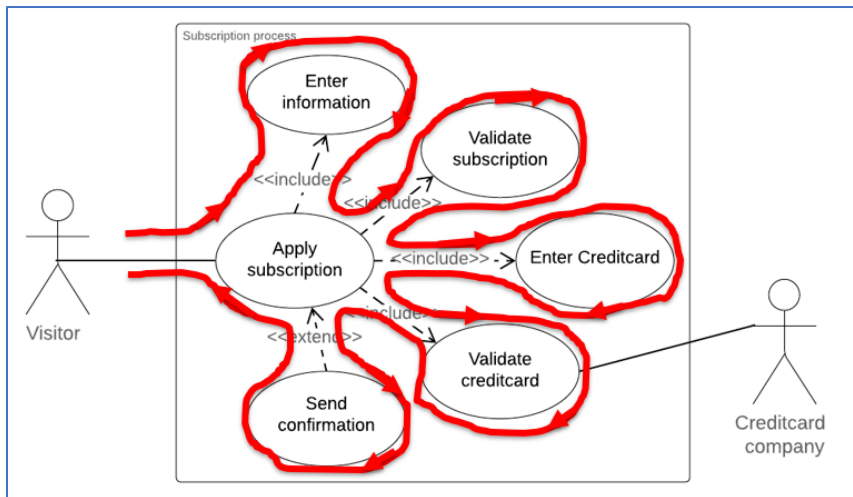 Subscription process
Enter
information
Validate
subscription
<<include>>
<<include>>
Apply
subscription
<<include>>
Enter Creditcard
<<include>>
Visitor
<<extend>>
Validate
creditcard
Send
confirmation
Creditcard
company